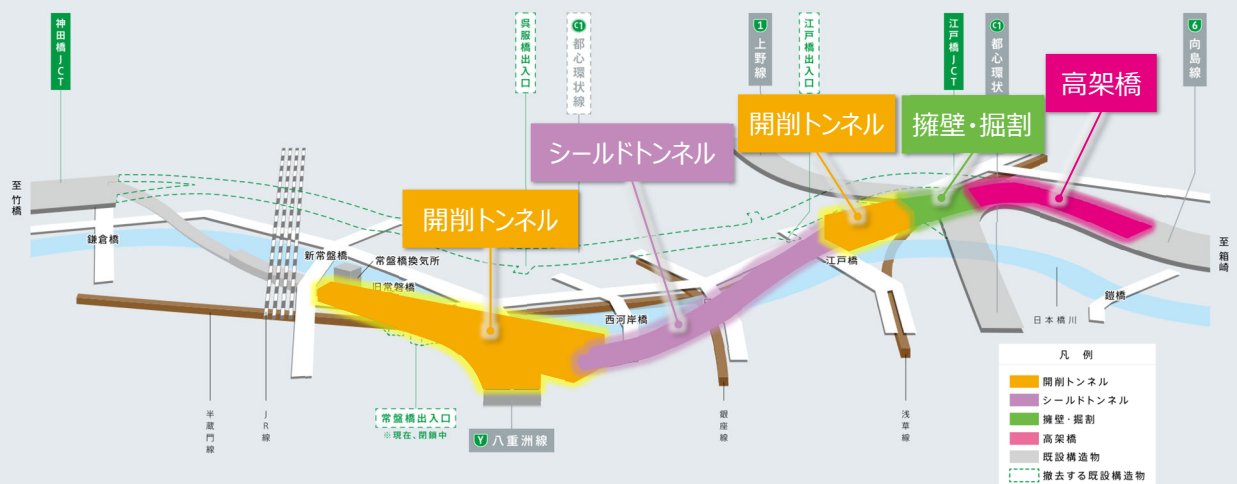 神田橋JCT
呉服橋出入口
C1 都心環状線
1 上野線
江戸橋出入口
江戸橋JCT
C1 都心環状
6 向島線
高架橋
開削トンネル
擁壁・掘割
シールドトンネル
開削トンネル
至 竹橋
鎌倉橋
新常盤橋
常盤橋換気所
旧常磐橋
西河岸橋
江戸橋
至 箱崎
鎧橋
日本橋川
半蔵門線
JR線
常盤橋出入口
※現在、閉鎖中
Y 八重洲線
銀座線
浅草線
凡 例
開削トンネル
シールドトンネル
擁壁・掘割
高架橋
既設構造物
撤去する既設構造物